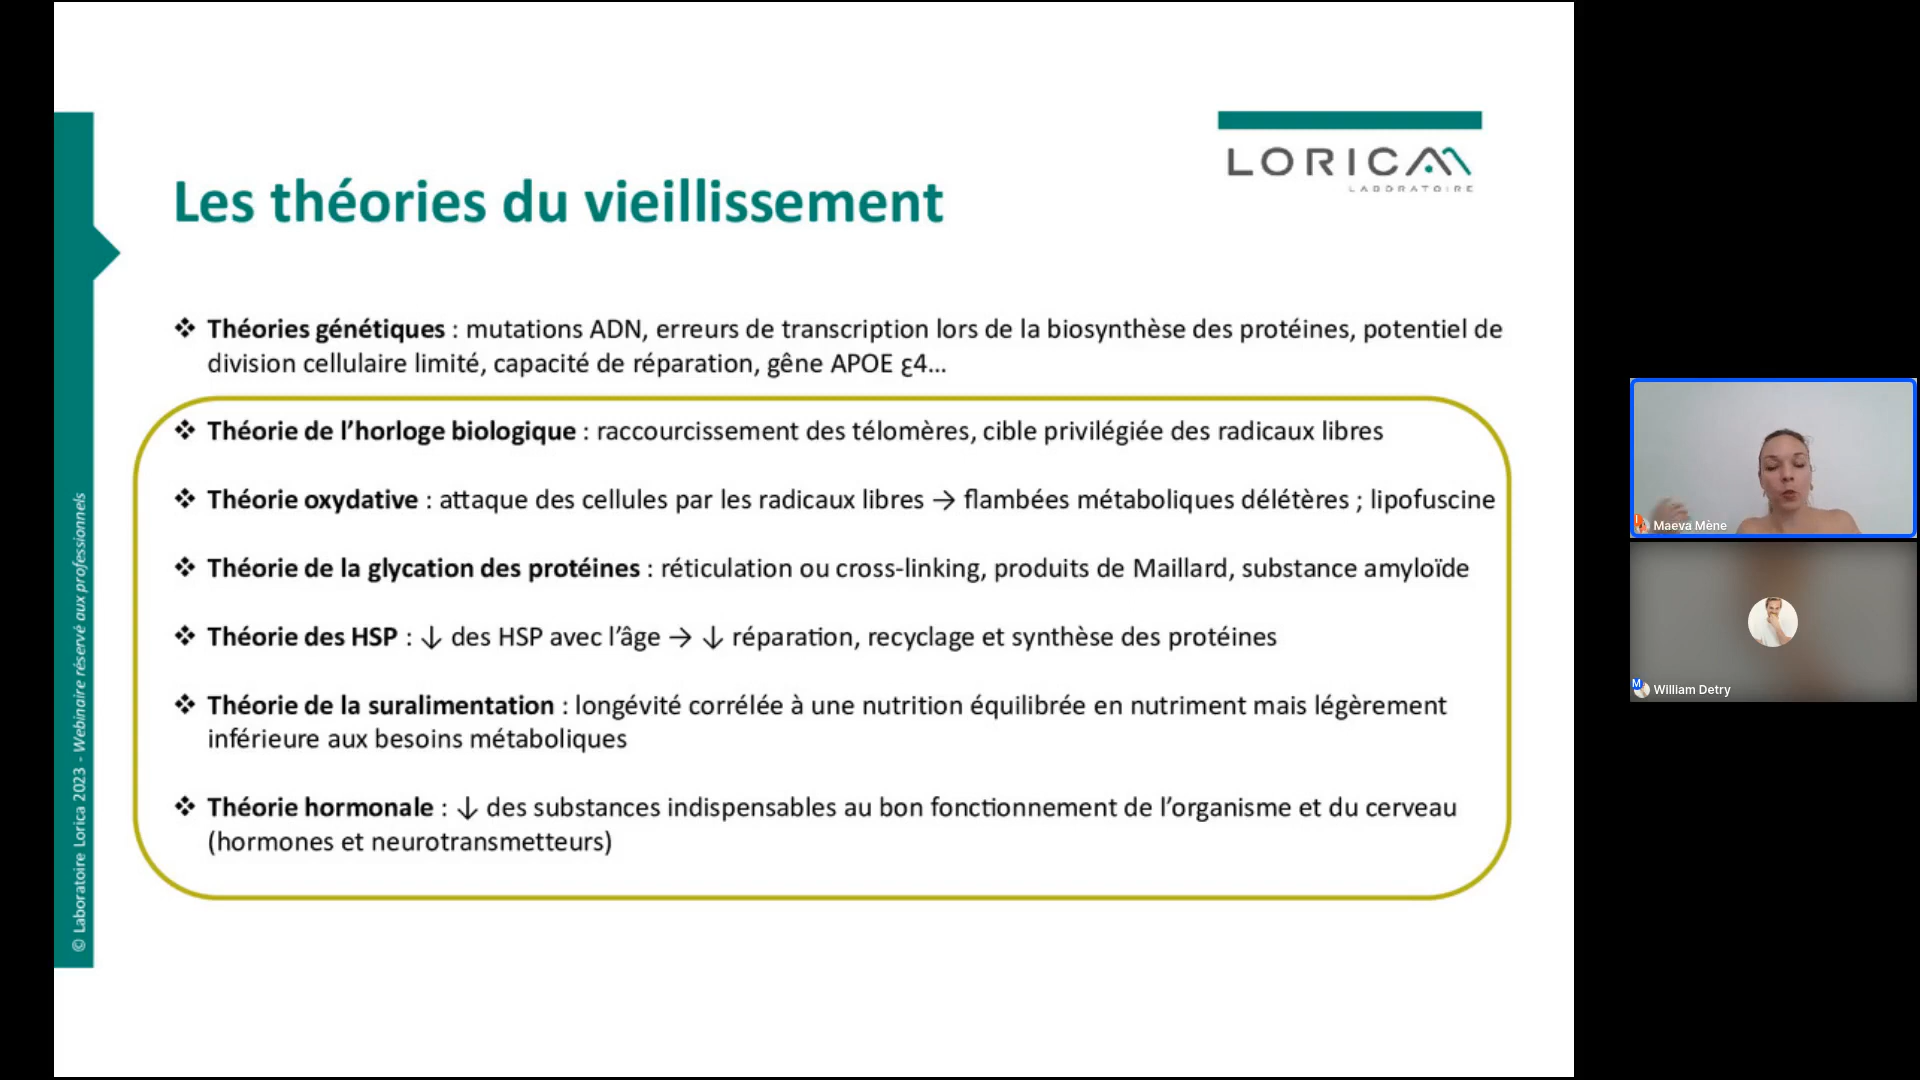 LORICA
LABORATOIRE
Les théories du vieillissement
❖ Théories génétiques : mutations ADN, erreurs de transcription lors de la biosynthèse des protéines, potentiel de
division cellulaire limité, capacité de réparation, gêne APOE ε4...
❖ Théorie de l’horloge biologique : raccourcissement des télomères, cible privilégiée des radicaux libres
❖ Théorie oxydative : attaque des cellules par les radicaux libres → flambées métaboliques délétères ; lipofuscine
❖ Théorie de la glycation des protéines : réticulation ou cross-linking, produits de Maillard, substance amyloïde
❖ Théorie des HSP : ↓ des HSP avec l’âge → ↓ réparation, recyclage et synthèse des protéines
❖ Théorie de la suralimentation : longévité corrélée à une nutrition équilibrée en nutriment mais légèrement
inférieure aux besoins métaboliques
❖ Théorie hormonale : ↓ des substances indispensables au bon fonctionnement de l’organisme et du cerveau
(hormones et neurotransmetteurs)
© Laboratoire Lorica 2023 - Webinaire réservé aux professionnels
Maeva Mène
M
William Detry